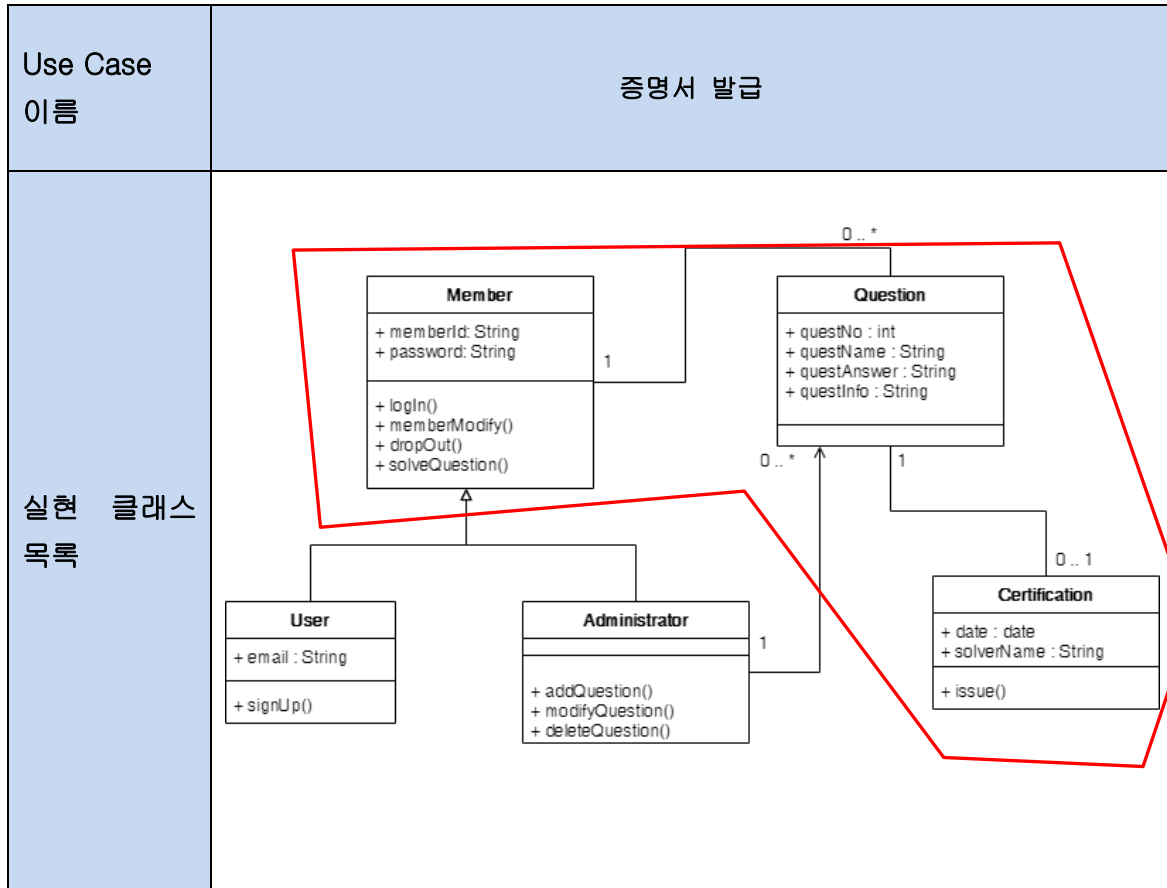 Use Case
이름
증명서 발급
실현 클래스
목록
0 .. *
Member
+ memberId: String
+ password: String
1
+ logIn()
+ memberModify()
+ dropOut()
+ solveQuestion()
Question
+ questNo : int
+ questName : String
+ questAnswer : String
+ questInfo : String
0 .. *
1
0 .. 1
User
+ email : String
+ signUp()
Administrator
1
+ addQuestion()
+ modifyQuestion()
+ deleteQuestion()
Certification
+ date : date
+ solverName : String
+ issue()